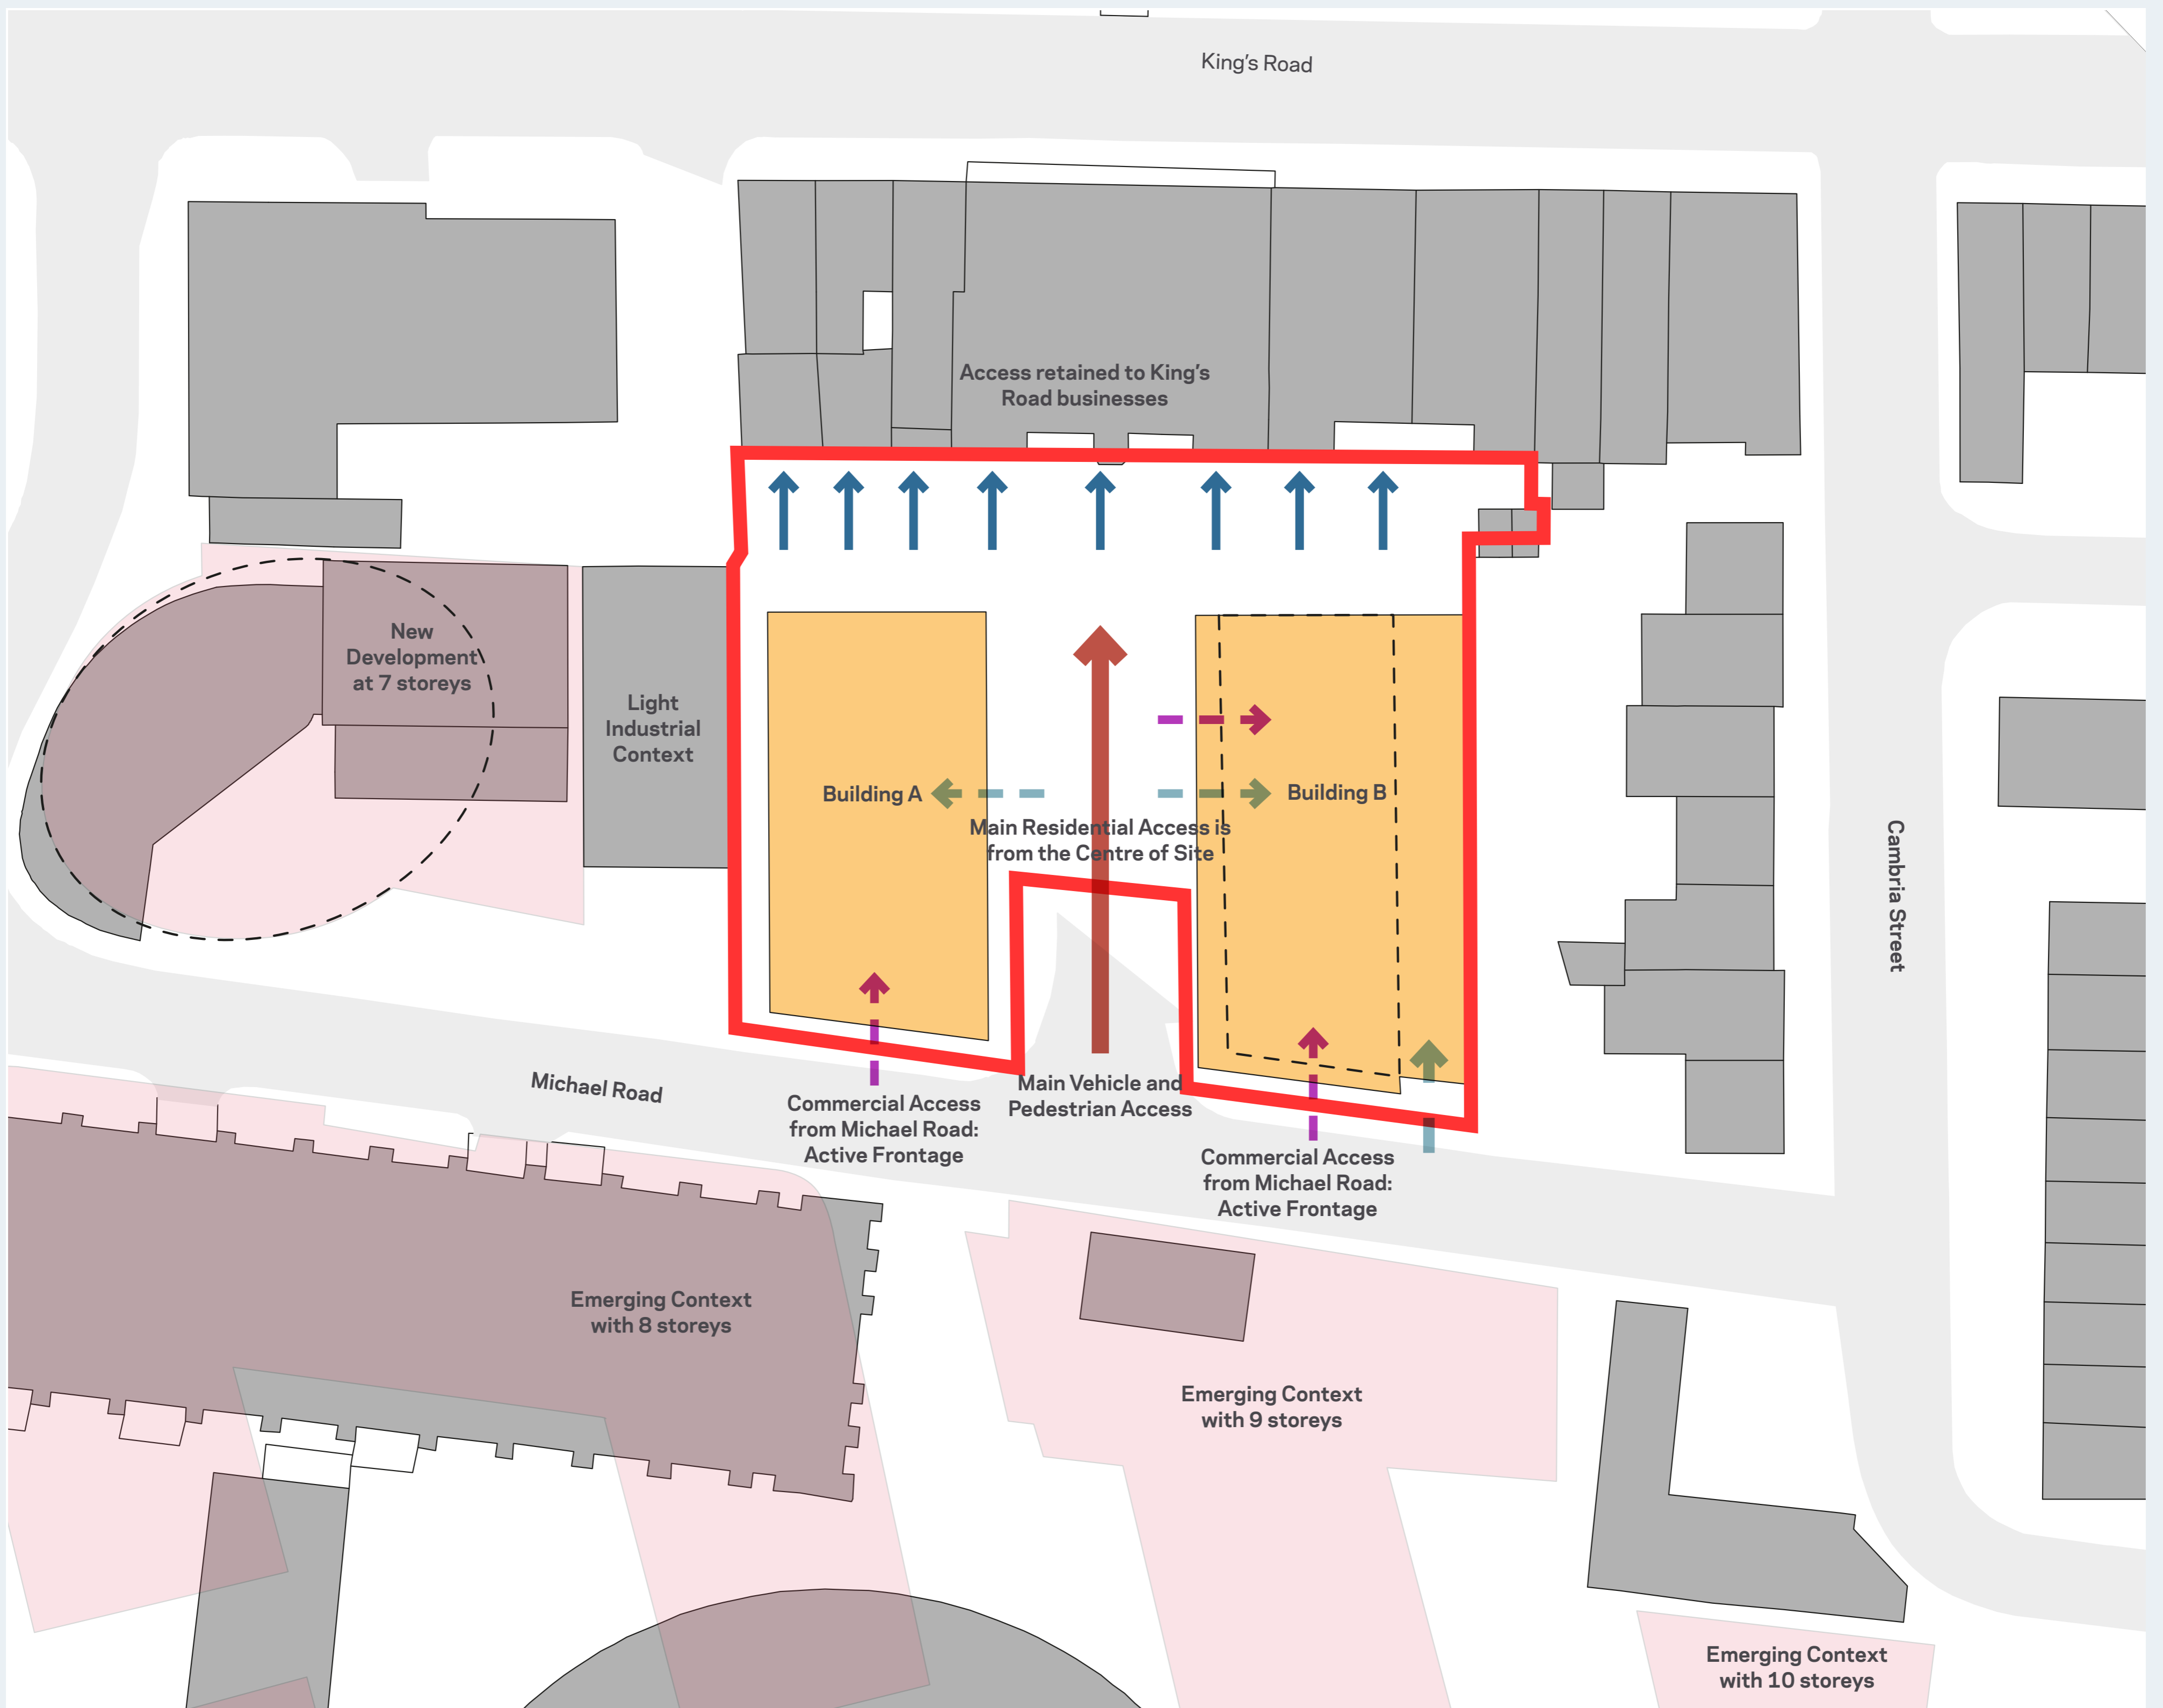 King's Road
Access retained to King's
Road businesses
New
Development
at 7 storeys
Light
Industrial
Context
Building A
Building B
Main Residential Access is
from the Centre of Site
Cambria Street
Michael Road
Main Vehicle and
Pedestrian Access
Commercial Access
from Michael Road:
Active Frontage
Commercial Access
from Michael Road:
Active Frontage
Emerging Context
with 8 storeys
Emerging Context
with 9 storeys
Emerging Context
with 10 storeys